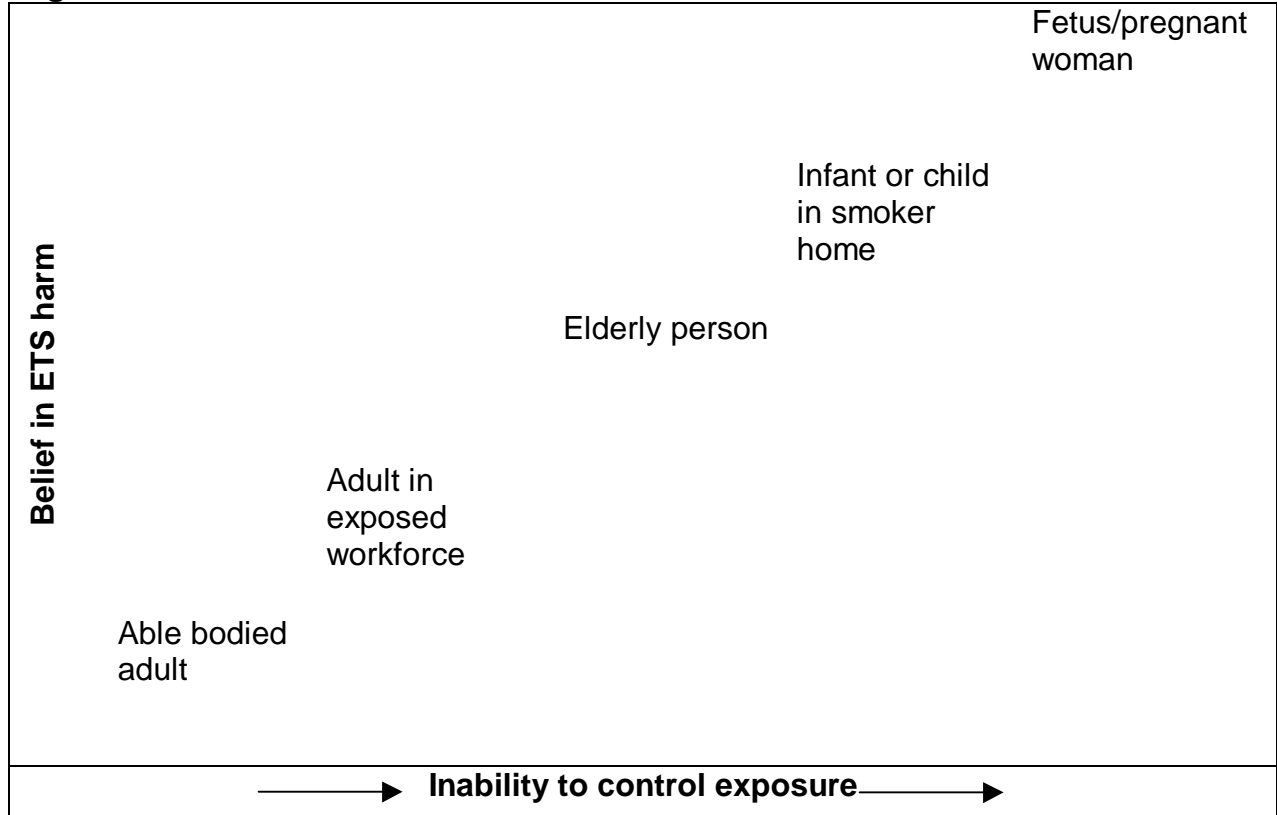 Fetus/pregnant
woman
Infant or child
in smoker
home
Elderly person
Belief in ETS harm
Adult in
exposed
workforce
Able bodied
adult
Inability to control exposure